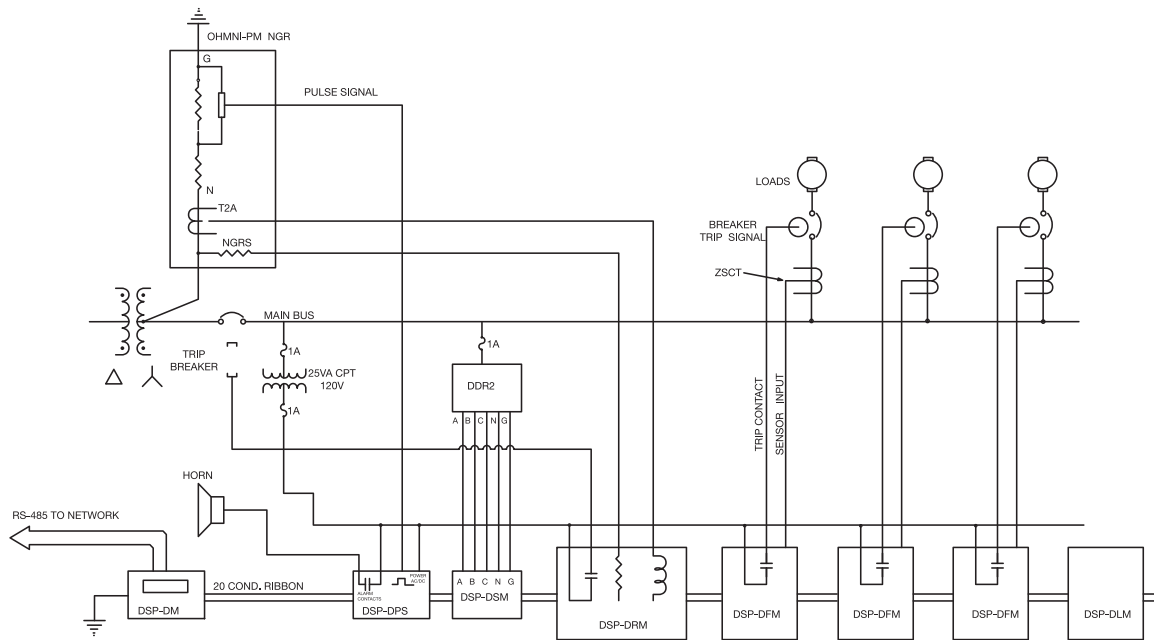 OHMNI-PM NGR
G
PULSE SIGNAL
N
T2A
NGRS
LOADS
BREAKER
TRIP SIGNAL
ZSCT
MAIN BUS
TRIP
BREAKER
1A
25VA CPT
120V
1A
1A
DDR2
A B C N G
TRIP CONTACT
SENSOR INPUT
HORN
RS-485 TO NETWORK
20 COND. RIBBON
DSP-DM
ALARM
CONTACTS
POWER
AC/DC
DSP-DPS
A B C N G
DSP-DSM
DSP-DRM
DSP-DFM
DSP-DFM
DSP-DFM
DSP-DLM